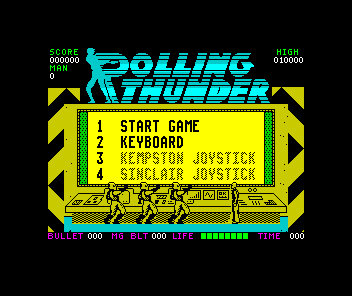 SCORE
000000
MAN
0
ROLLING
THUNDER
HIGH
010000
1 START GAME
2 KEYBOARD
3 KEMPSTON JOYSTICK
4 SINCLAIR JOYSTICK
BULLET 000 MG BLT 000 LIFE TIME 000